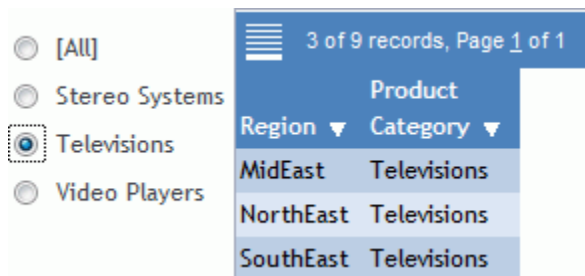 [All]
Stereo Systems
Televisions
Video Players
3 of 9 records, Page 1 of 1
Product
Region Category
MidEast Televisions
NorthEast Televisions
SouthEast Televisions